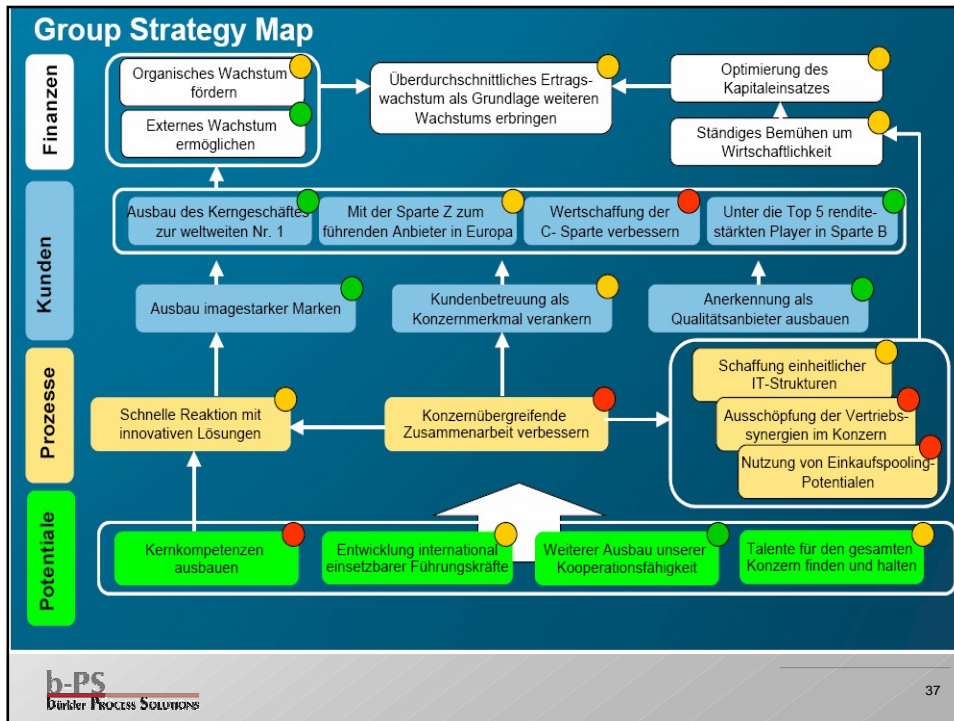 Group Strategy Map
Finanzen
Organisches Wachstum
fördern
Externes Wachstum
ermöglichen
Überdurchschnittliches Ertrags-
wachstum als Grundlage weiteren
Wachstums erbringen
Optimierung des
Kapitaleinsatzes
Ständiges Bemühen um
Wirtschaftlichkeit
Kunden
Ausbau des Kerngeschäftes
zur weltweiten Nr. 1
Mit der Sparte Z zum
führenden Anbieter in Europa
Wertschaffung der
C- Sparte verbessern
Unter die Top 5 rendite-
stärkten Player in Sparte B
Ausbau imagestarker Marken
Kundenbetreuung als
Konzernmerkmal verankern
Anerkennung als
Qualitätsanbieter ausbauen
Prozesse
Schnelle Reaktion mit
innovativen Lösungen
Konzernübergreifende
Zusammenarbeit verbessern
Schaffung einheitlicher
IT-Strukturen
Ausschöpfung der Vertriebs-
synergien im Konzern
Nutzung von Einkaufspooling-
Potentialen
Potentiale
Kernkompetenzen
ausbauen
Entwicklung international
einsetzbarer Führungskräfte
Weiterer Ausbau unserer
Kooperationsfähigkeit
Talente für den gesamten
Konzern finden und halten
b-PS
Bürkler Process Solutions
37